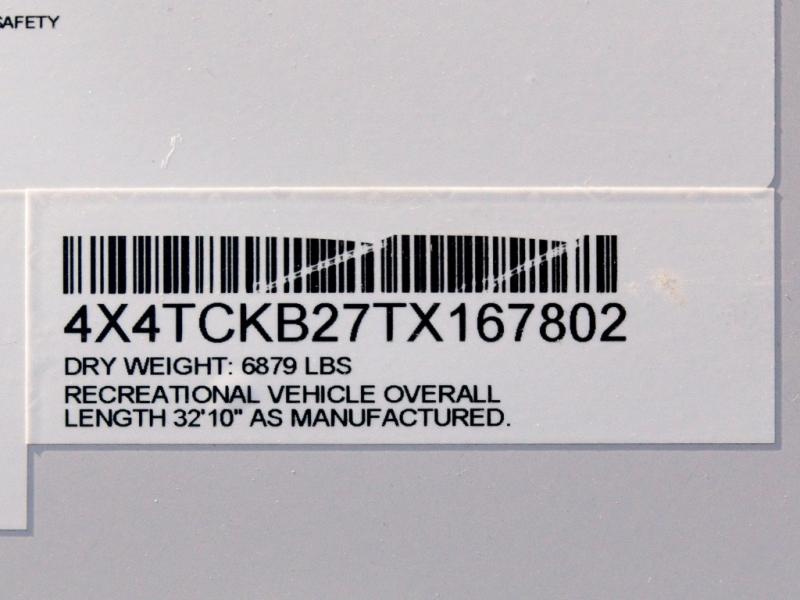 SAFETY
4X4TCKB27TX167802
DRY WEIGHT: 6879 LBS
RECREATIONAL VEHICLE OVERALL
LENGTH 32'10" AS MANUFACTURED.